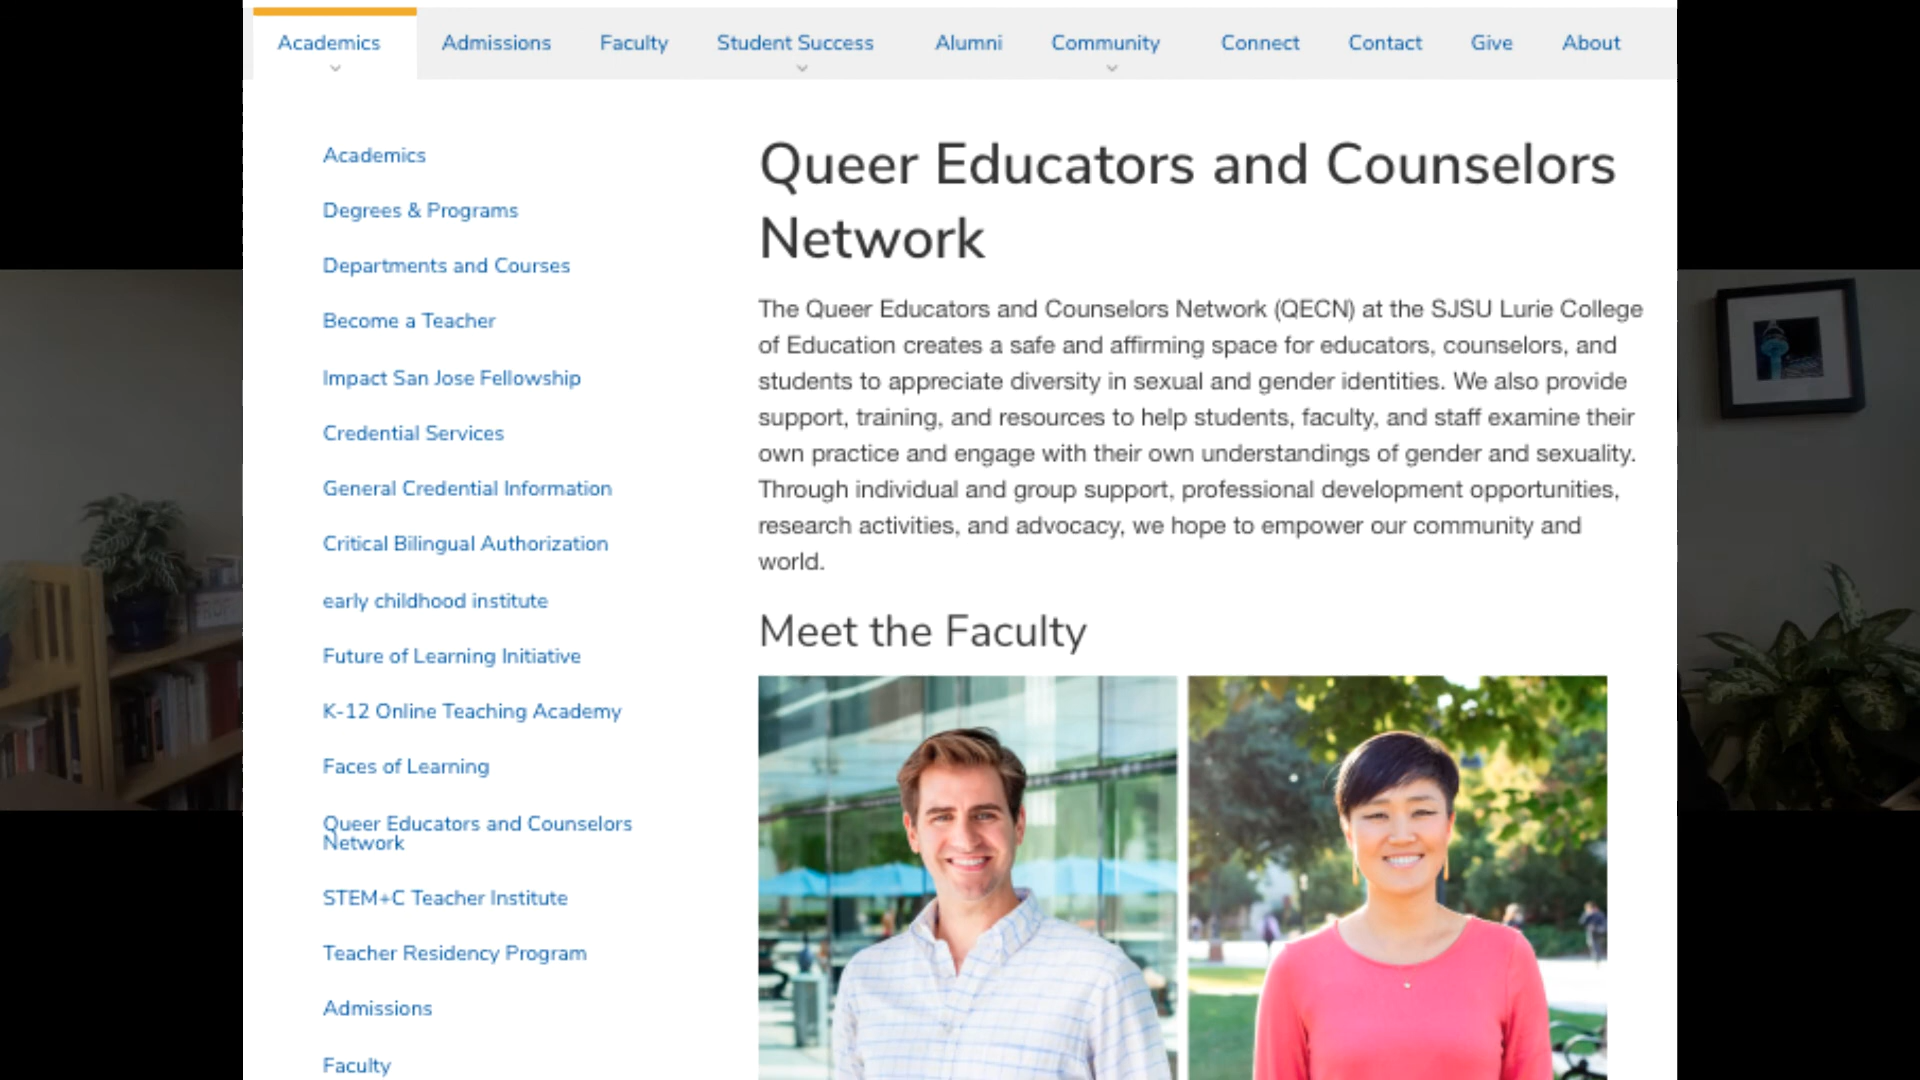 Academics
Admissions
Faculty
Student Success
Alumni
Community
Connect
Contact
Give
About
Academics
Degrees & Programs
Departments and Courses
Become a Teacher
Impact San Jose Fellowship
Credential Services
General Credential Information
Critical Bilingual Authorization
early childhood institute
Future of Learning Initiative
K-12 Online Teaching Academy
Faces of Learning
Queer Educators and Counselors
Network
STEM+C Teacher Institute
Teacher Residency Program
Admissions
Faculty
Queer Educators and Counselors
Network
The Queer Educators and Counselors Network (QECN) at the SJSU Lurie College
of Education creates a safe and affirming space for educators, counselors, and
students to appreciate diversity in sexual and gender identities. We also provide
support, training, and resources to help students, faculty, and staff examine their
own practice and engage with their own understandings of gender and sexuality.
Through individual and group support, professional development opportunities,
research activities, and advocacy, we hope to empower our community and
world.
Meet the Faculty